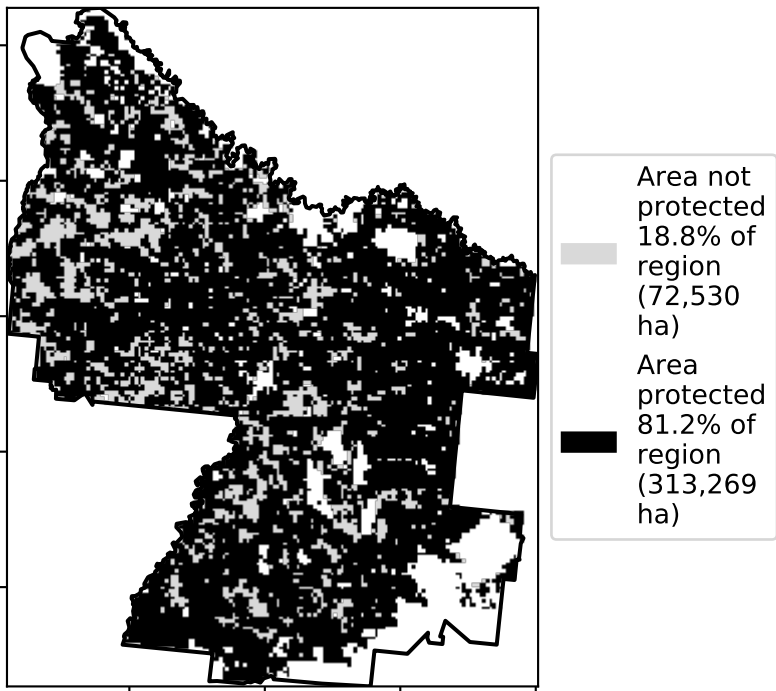 Area not
protected
18.8% of
region
(72,530
ha)
Area
protected
81.2% of
region
(313,269
ha)